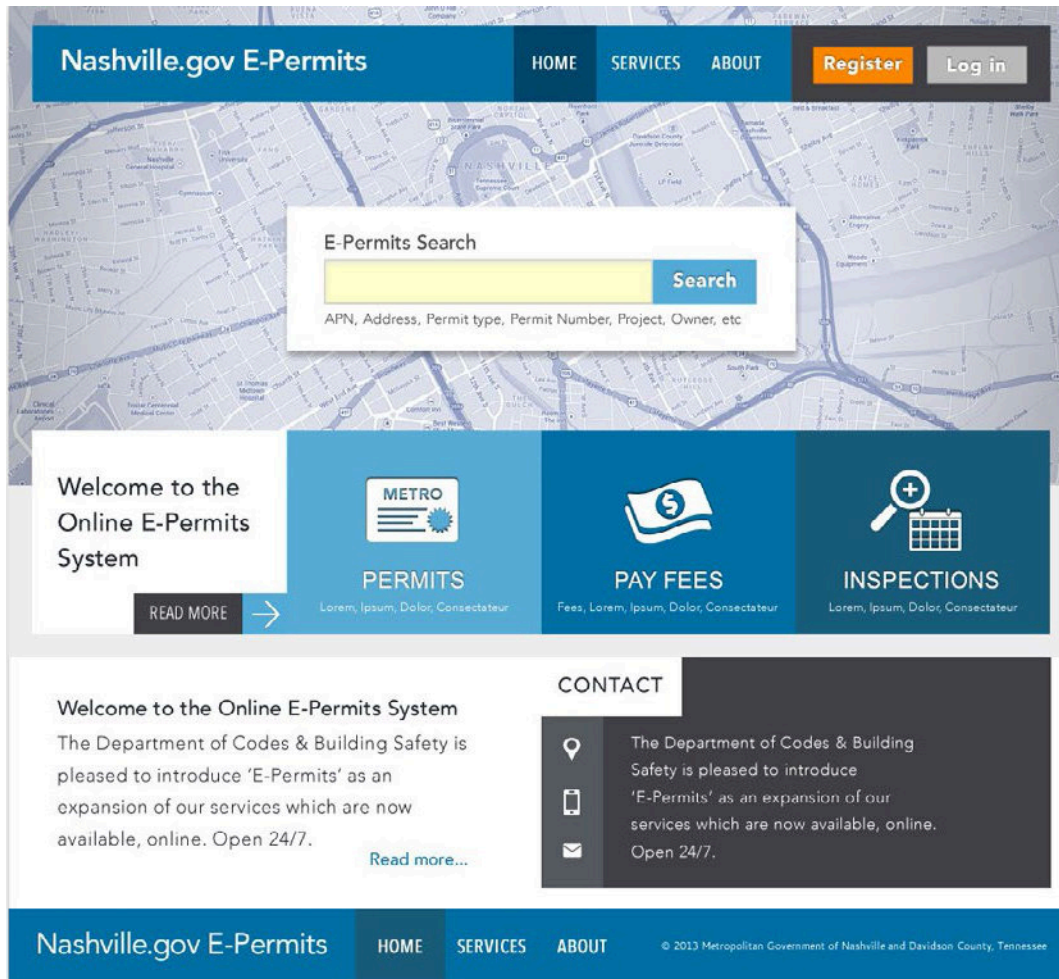 Nashville.gov E-Permits
HOME SERVICES ABOUT
Register Log in
NASHVILLE
E-Permits Search
Search
APN, Address, Permit type, Permit Number, Project, Owner, etc
Welcome to the
Online E-Permits
System
READ MORE
METRO
PERMITS
Lorem, Ipsum, Dolor, Consectateur
PAY FEES
Fees, Lorem, Ipsum, Dolor, Consectateur
INSPECTIONS
Lorem, Ipsum, Dolor, Consectateur
Welcome to the Online E-Permits System
The Department of Codes & Building Safety is
pleased to introduce ‘E-Permits’ as an
expansion of our services which are now
available, online. Open 24/7.
Read more...
CONTACT
The Department of Codes & Building
Safety is pleased to introduce
‘E-Permits’ as an expansion of our
services which are now available, online.
Open 24/7.
Nashville.gov E-Permits
HOME SERVICES ABOUT
© 2013 Metropolitan Government of Nashville and Davidson County, Tennessee